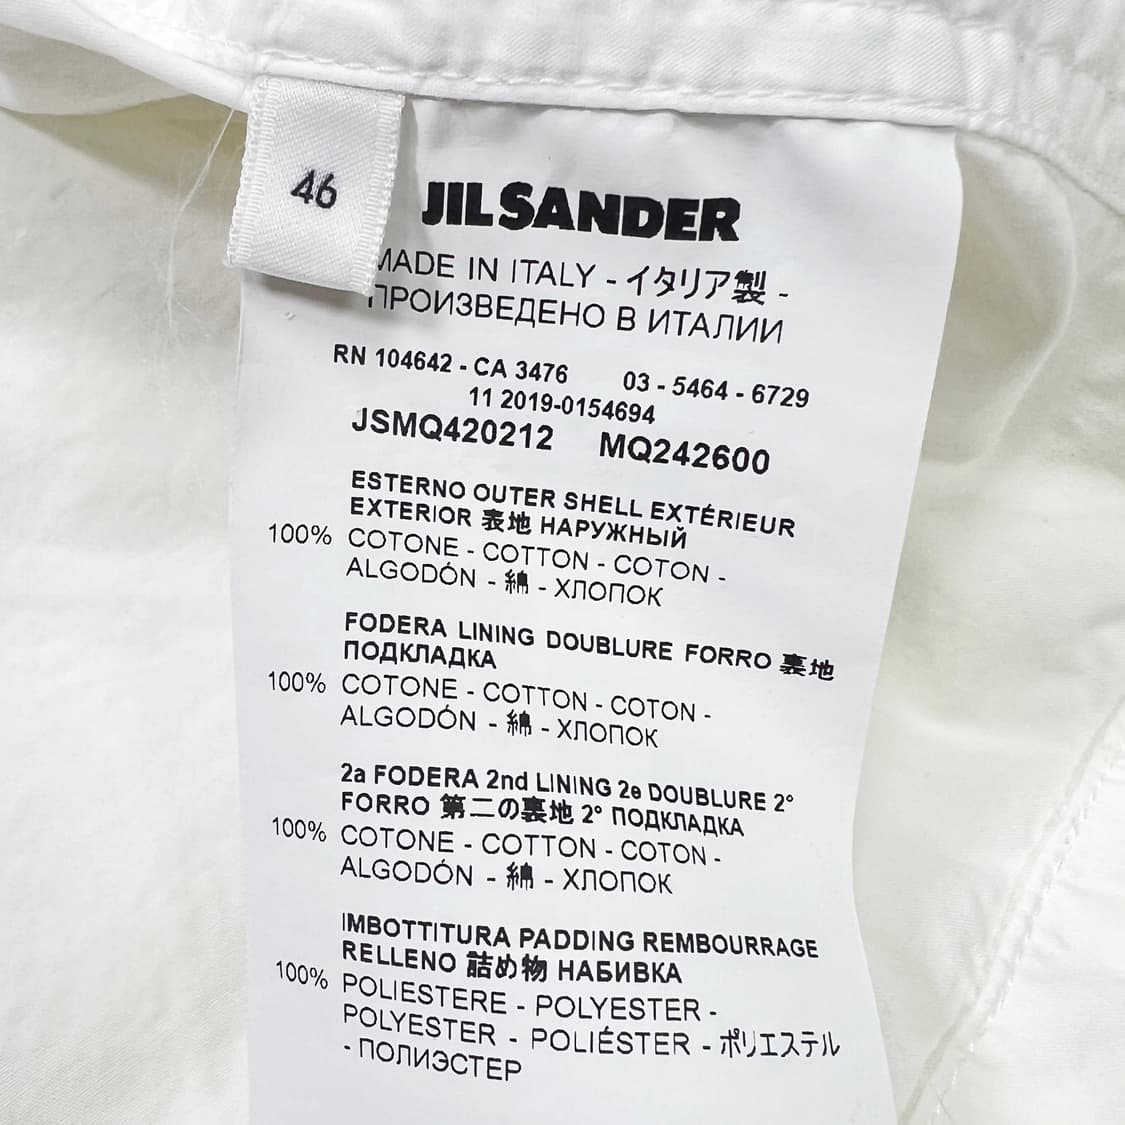 46
JIL SANDER
MADE IN ITALY - イタリア製 -
ПРОИЗВЕДЕНО В ИТАЛИИ
RN 104642 - CA 3476 03 - 5464 - 6729
11 2019-0154694
JSMQ420212 MQ242600
ESTERNO OUTER SHELL EXTÉRIEUR
EXTERIOR 表地 НАРУЖНЫЙ
100% COTONE - COTTON - COTON -
ALGODÓN - 綿 - ХЛОПОК
FODERA LINING DOUBLURE FORRO 裏地
ПОДКЛАДКА
100% COTONE - COTTON - COTON -
ALGODÓN - 綿 - ХЛОПОК
2a FODERA 2nd LINING 2e DOUBLURE 2°
FORRO 第二の裏地 2° ПОДКЛАДКА
100% COTONE - COTTON - COTON -
ALGODÓN - 綿 - ХЛОПОК
IMBOTTITURA PADDING REMBOURRAGE
RELLENO 詰め物 НАБИВКА
100% POLIESTERE - POLYESTER -
POLYESTER - POLIÉSTER - ポリエステル
- ПОЛИЭСТЕР